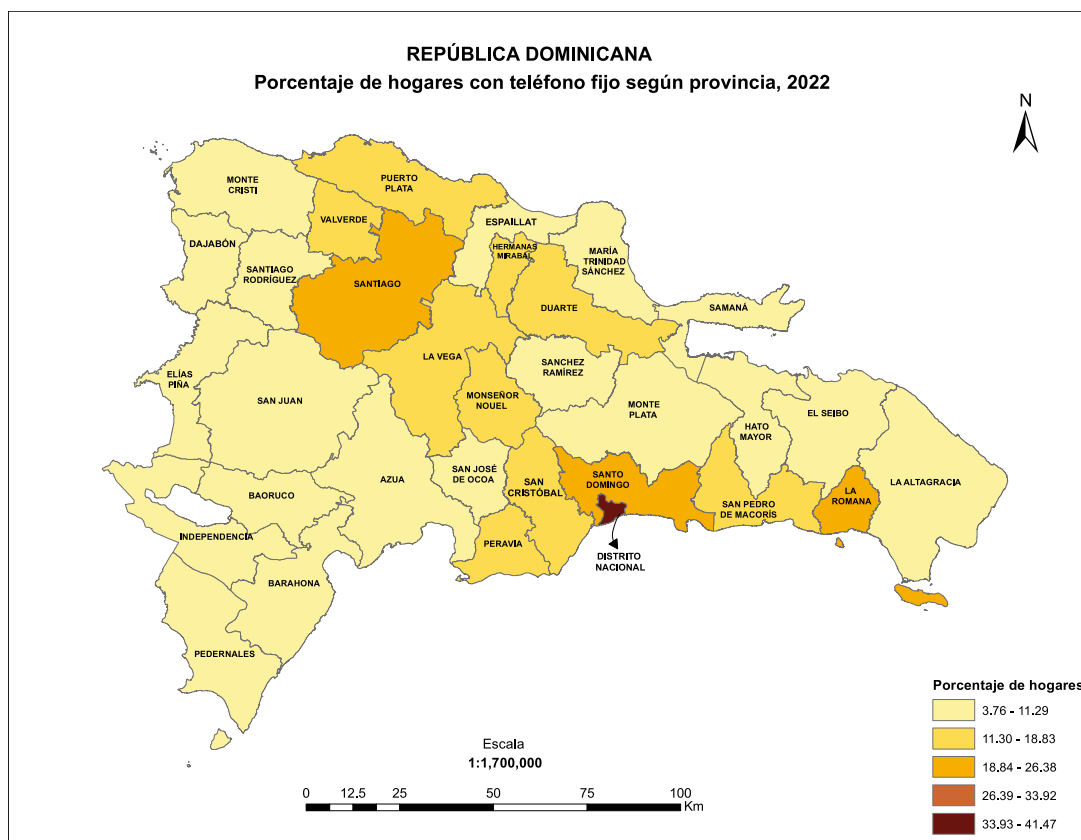 REPÚBLICA DOMINICANA
Porcentaje de hogares con teléfono fijo según provincia, 2022
N
MONTE
CRISTI
PUERTO
PLATA
VALVERDE
ESPAILLAT
DAJABÓN
HERMANAS
MIRABAL
MARÍA
TRINIDAD
SÁNCHEZ
SANTIAGO
RODRÍGUEZ
SANTIAGO
DUARTE
SAMANÁ
LA VEGA
SANCHEZ
RAMÍREZ
ELÍAS
PIÑA
SAN JUAN
MONSEÑOR
NOUEL
MONTE
PLATA
EL SEIBO
HATO
MAYOR
SAN JOSÉ
DE OCOA
AZUA
SAN
CRISTÓBAL
SANTO
DOMINGO
LA ALTAGRACIA
LA
ROMANA
BAORUCO
SAN PEDRO
DE MACORÍS
INDEPENDENCIA
PERAVIA
DISTRITO
NACIONAL
BARAHONA
PEDERNALES
Porcentaje de hogares
3.76 - 11.29
11.30 - 18.83
18.84 - 26.38
26.39 - 33.92
33.93 - 41.47
Escala
1:1,700,000
0 12.5 25 50 75 100
Km